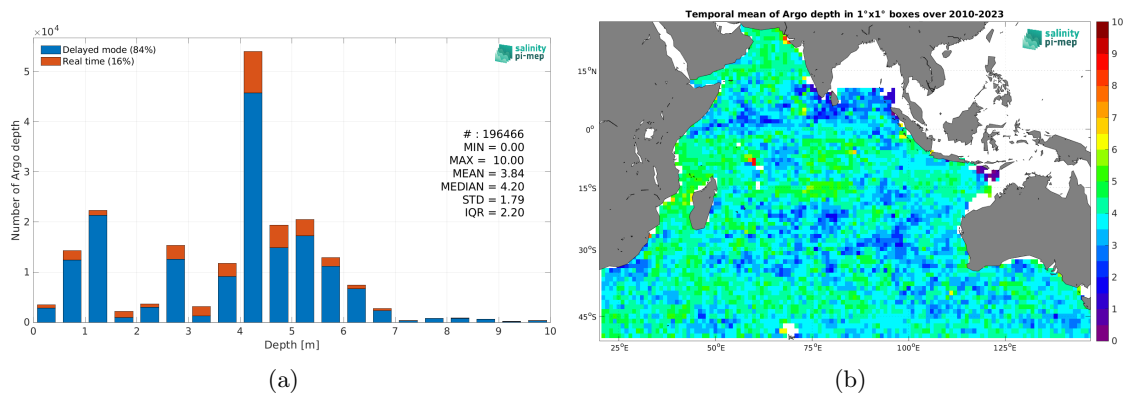 ×10⁴
Delayed mode (84%)
Real time (16%)
salinity
pi-mep
5
4
3
2
1
0
Number of Argo depth
# : 196466
MIN = 0.00
MAX = 10.00
MEAN = 3.84
MEDIAN = 4.20
STD = 1.79
IQR = 2.20
0 1 2 3 4 5 6 7 8 9 10
Depth [m]
(a)
Temporal mean of Argo depth in 1°x1° boxes over 2010-2023
salinity
pi-mep
15°N
0°
15°S
30°S
45°S
25°E 50°E 75°E 100°E 125°E
10
9
8
7
6
5
4
3
2
1
0
(b)